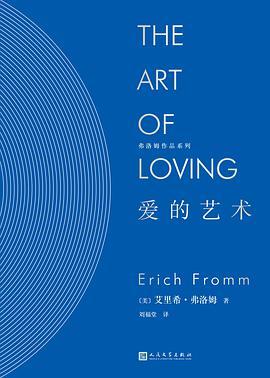 THE
ART
OF
弗洛姆作品系列
LOVING
爱的艺术
Erich Fromm
[美] 艾里希·弗洛姆 著
刘福堂 译
人民文学出版社